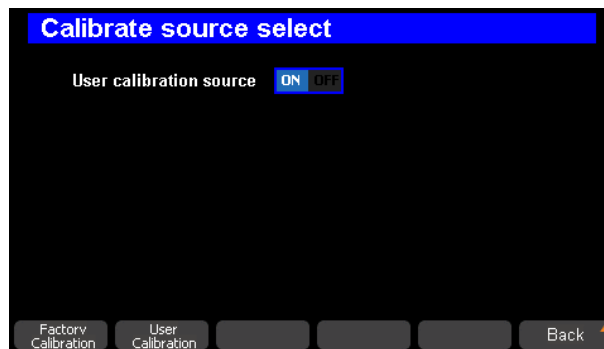 Calibrate source select
User calibration source ON OFF
Factory
Calibration
User
Calibration
Back